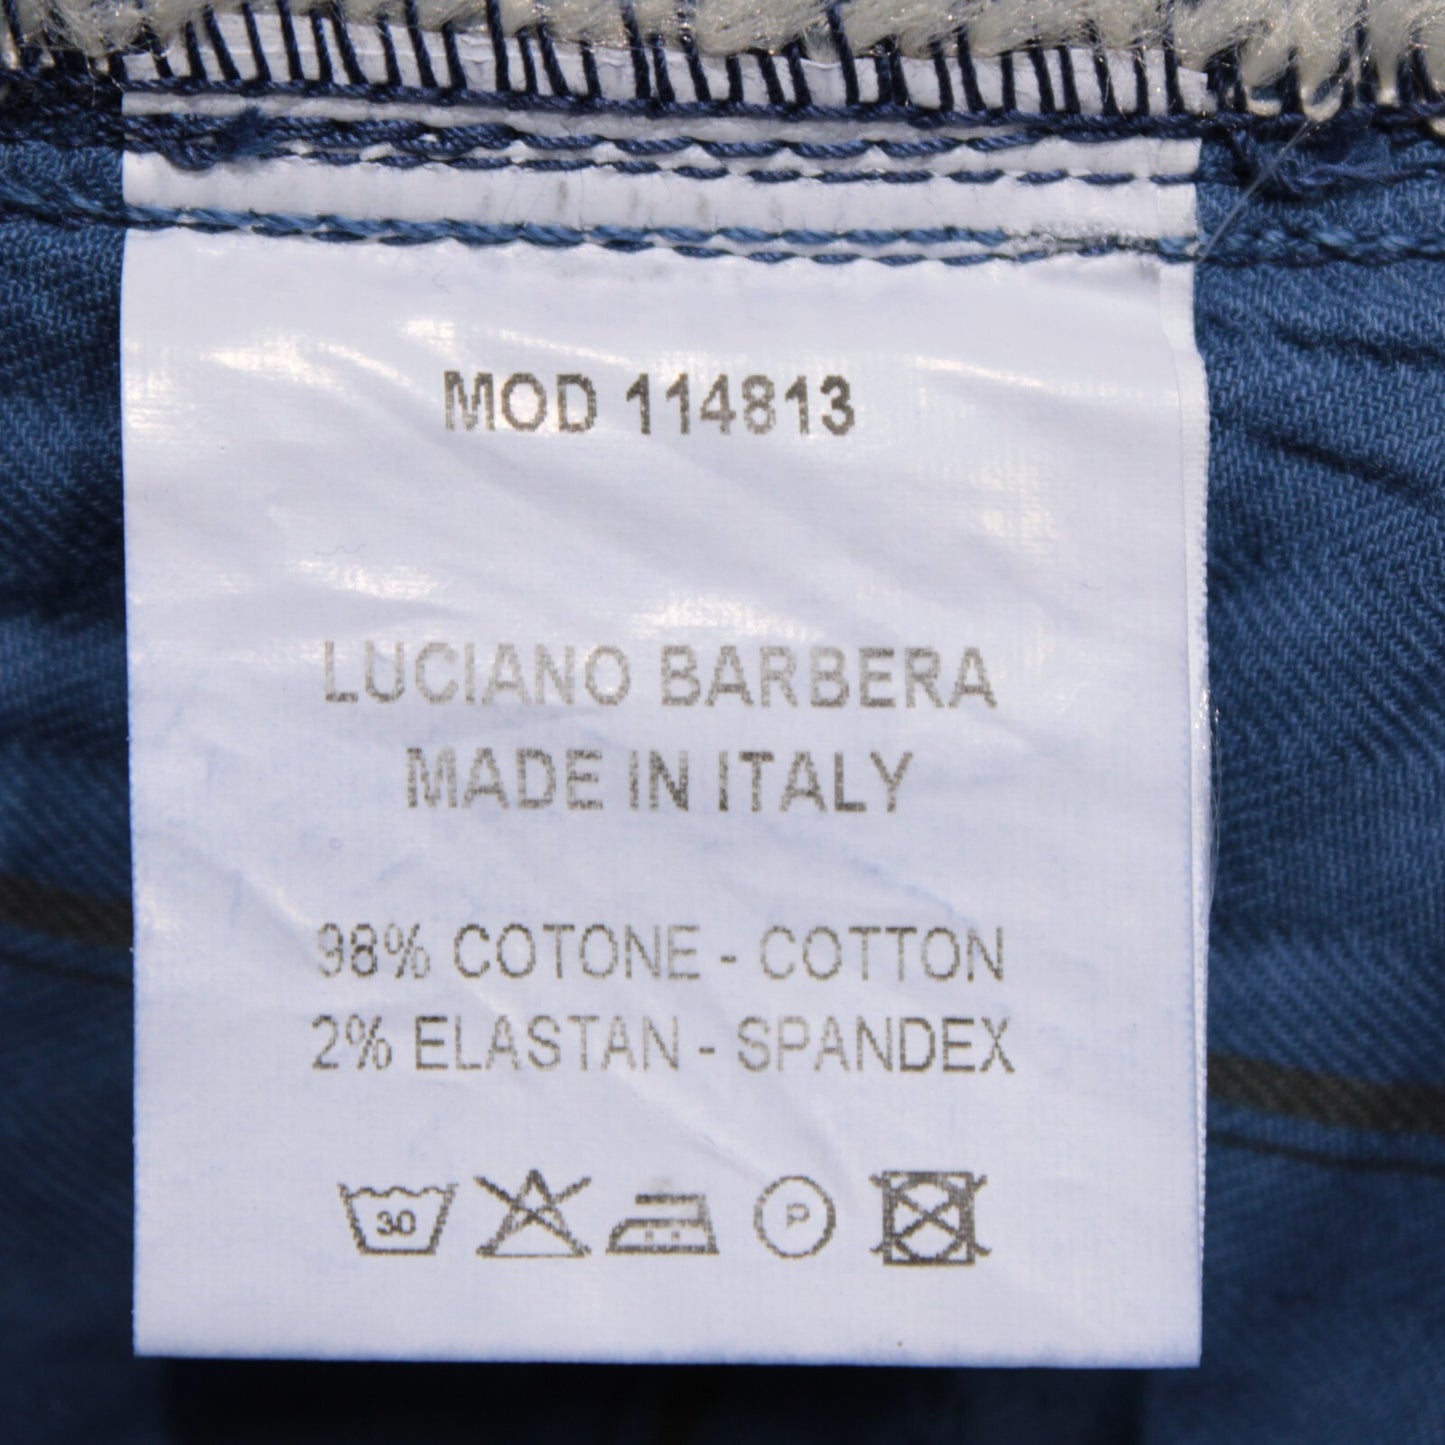 MOD 114813
LUCIANO BARBERA
MADE IN ITALY
98% COTONE - COTTON
2% ELASTAN - SPANDEX
30 P